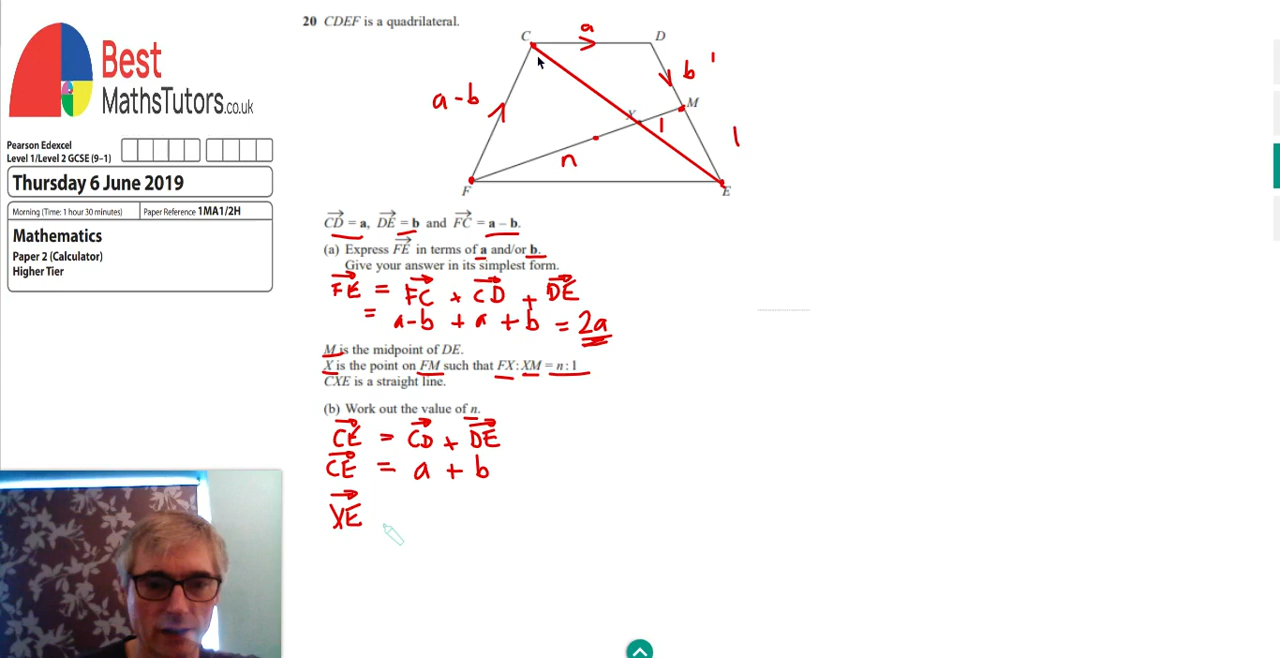 Best
MathsTutors.co.uk
Pearson Edexcel
Level 1/Level 2 GCSE (9–1)
Thursday 6 June 2019
Morning (Time: 1 hour 30 minutes) Paper Reference 1MA1/2H
Mathematics
Paper 2 (Calculator)
Higher Tier
20 CDEF is a quadrilateral.
C a D
b 1
a - b M
X 1 1
n
F E
CD = a, DE = b and FC = a – b.
(a) Express FE in terms of a and/or b.
Give your answer in its simplest form.
FE = FC + CD + DE
= a-b + a + b = 2a
M is the midpoint of DE.
X is the point on FM such that FX : XM = n : 1
CXE is a straight line.
(b) Work out the value of n.
CE = CD + DE
CE = a + b
XE